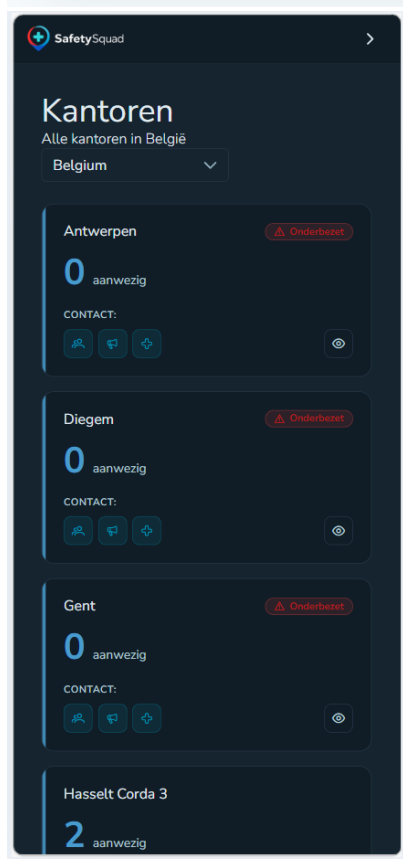 SafetySquad
Kantoren
Alle kantoren in België
Belgium
Antwerpen
Onderbezet
0 aanwezig
CONTACT:
Diegem
Onderbezet
0 aanwezig
CONTACT:
Gent
Onderbezet
0 aanwezig
CONTACT:
Hasselt Corda 3
2 aanwezig